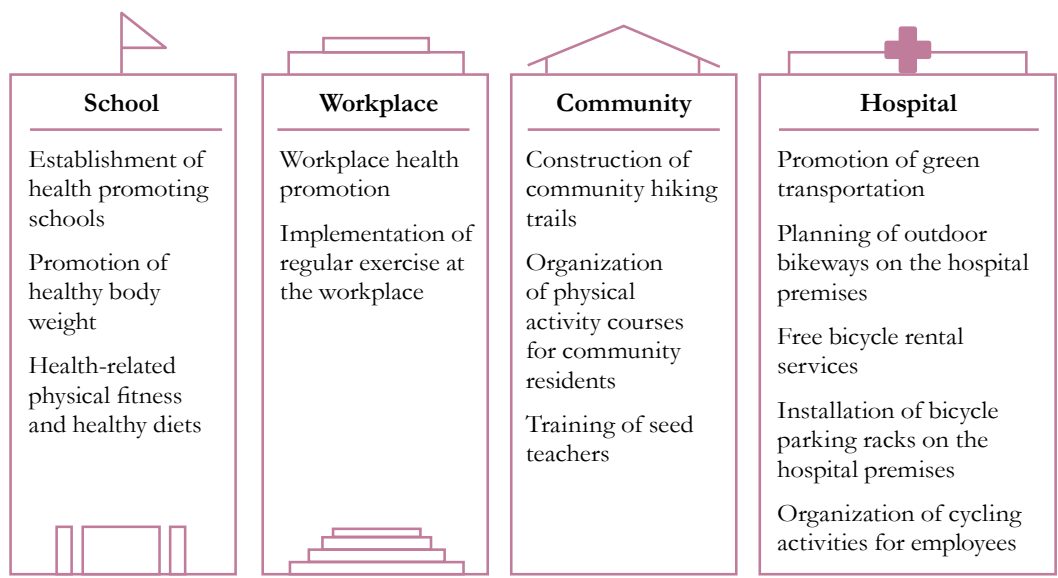 School
Establishment of
health promoting
schools
Promotion of
healthy body
weight
Health-related
physical fitness
and healthy diets
Workplace
Workplace health
promotion
Implementation of
regular exercise at
the workplace
Community
Construction of
community hiking
trails
Organization
of physical
activity courses
for community
residents
Training of seed
teachers
Hospital
Promotion of green
transportation
Planning of outdoor
bikeways on the hospital
premises
Free bicycle rental
services
Installation of bicycle
parking racks on the
hospital premises
Organization of cycling
activities for employees